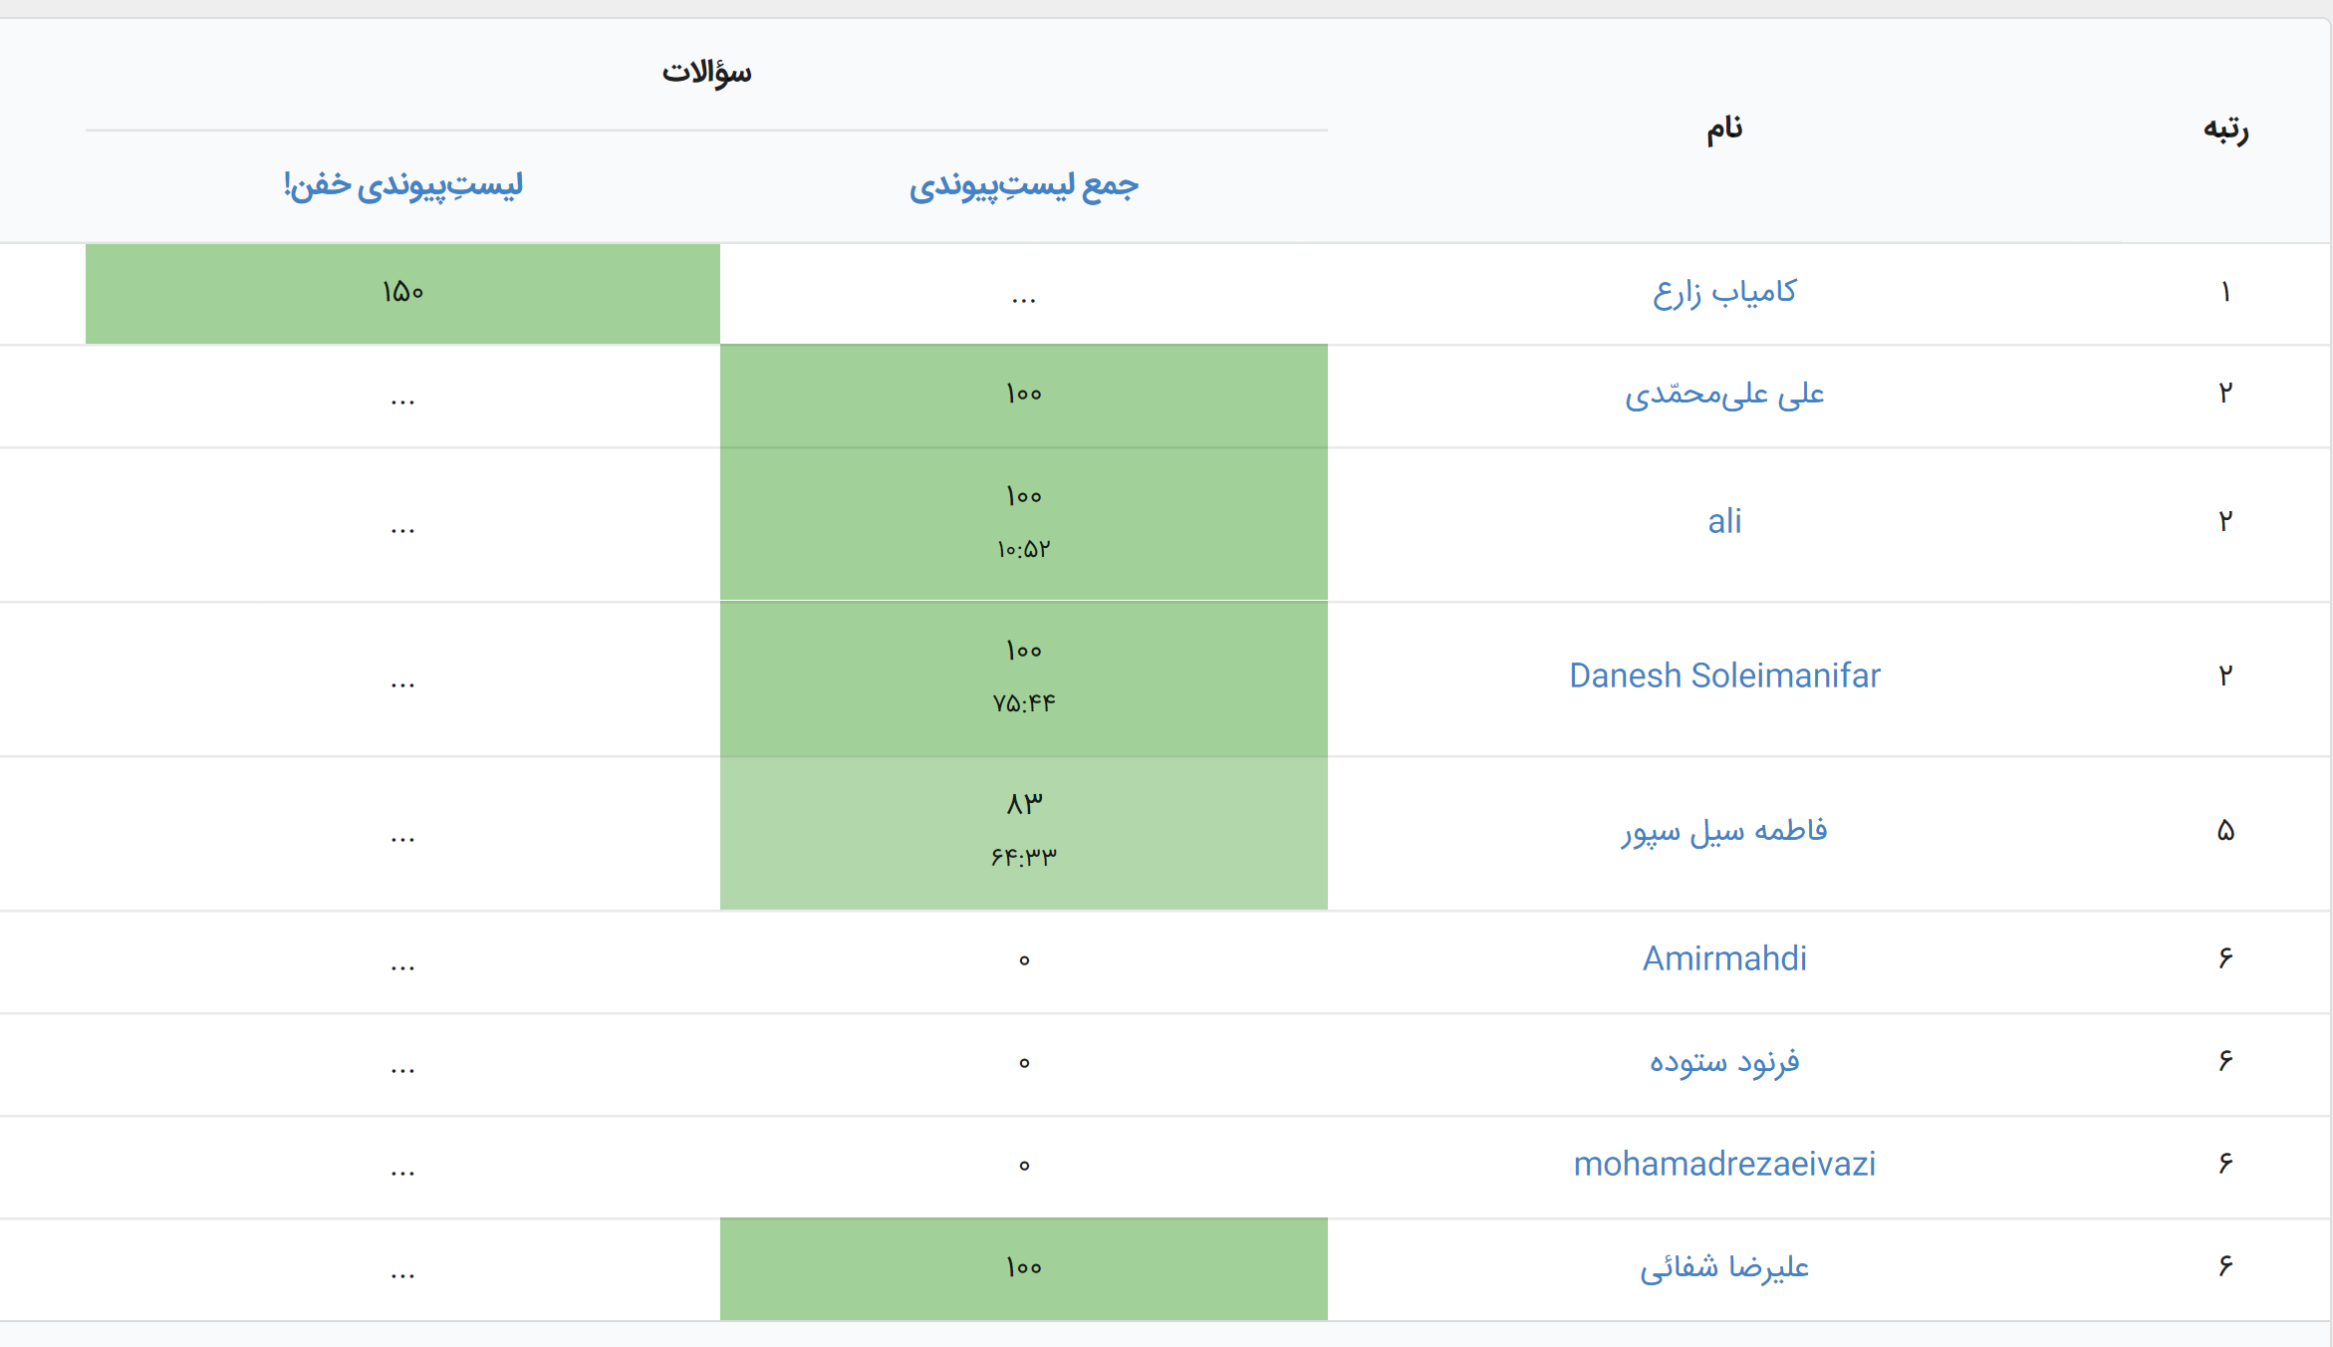 رتبه
نام
سؤالات
جمع لیستِ‌پیوندی
لیستِ‌پیوندی خفن!
۱
کامیاب زارع
...
۱۵۰
۲
علی علی‌محمّدی
۱۰۰
...
۲
ali
۱۰۰
۱۰:۵۲
...
۲
Danesh Soleimanifar
۱۰۰
۷۵:۴۴
...
۵
فاطمه سیل سپور
۸۳
۶۴:۳۳
...
۶
Amirmahdi
۰
...
۶
فرنود ستوده
۰
...
۶
mohamadrezaeivazi
۰
...
۶
علیرضا شفائی
۱۰۰
...